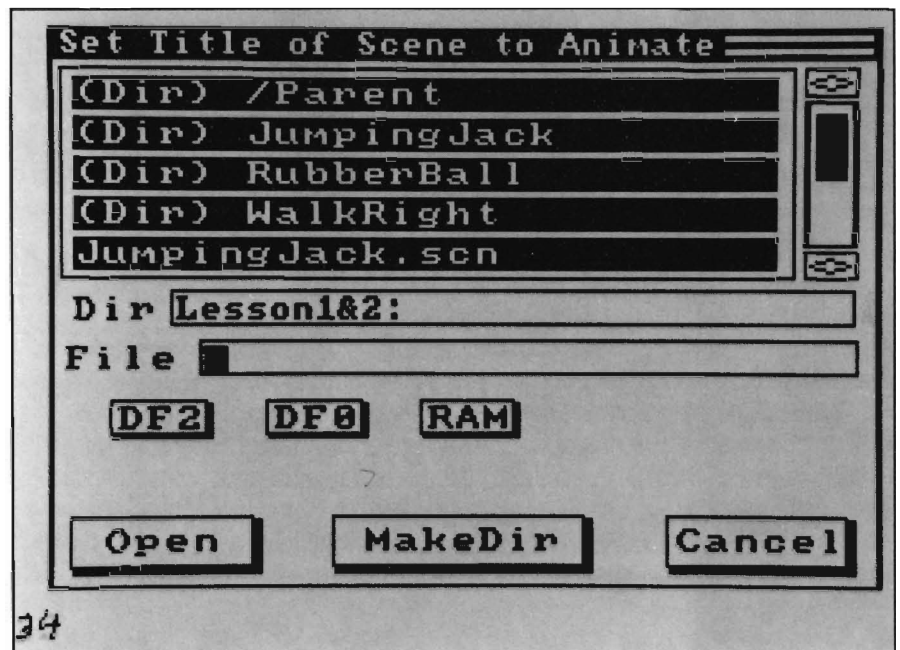 Set Title of Scene to Animate
(Dir) /Parent
(Dir) JumpingJack
(Dir) RubberBall
(Dir) WalkRight
JumpingJack.scn
Dir Lesson1&2:
File
DF2 DF0 RAM
Open MakeDir Cancel
34